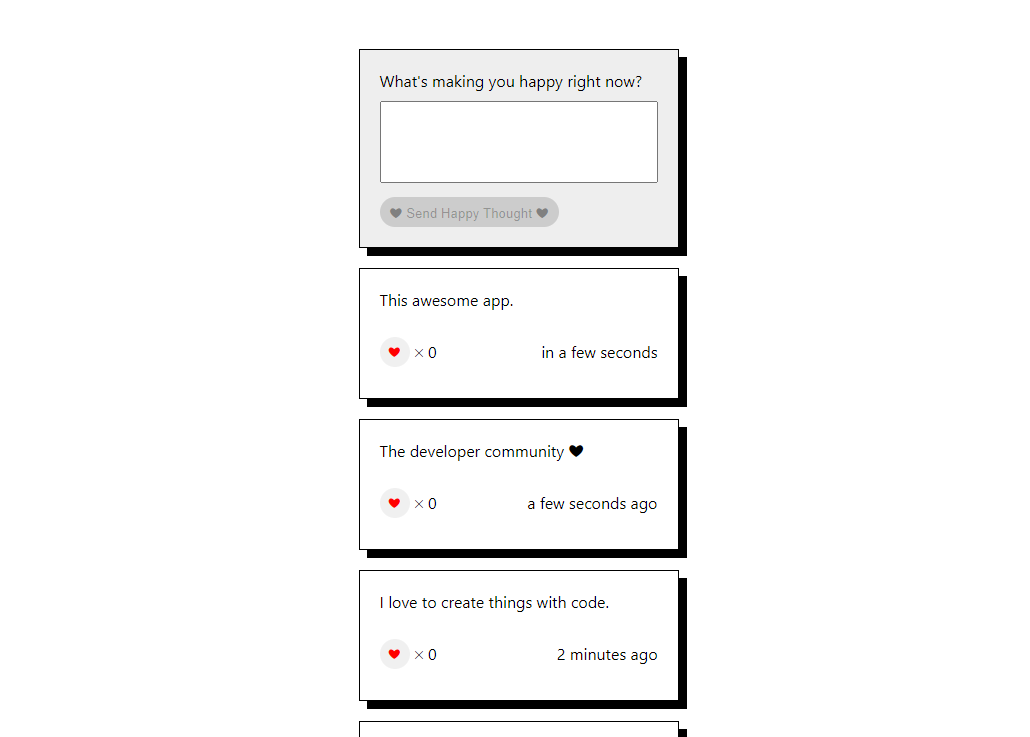 What's making you happy right now?
♥ Send Happy Thought ♥
This awesome app.
♥ × 0 in a few seconds
The developer community ♥
♥ × 0 a few seconds ago
I love to create things with code.
♥ × 0 2 minutes ago